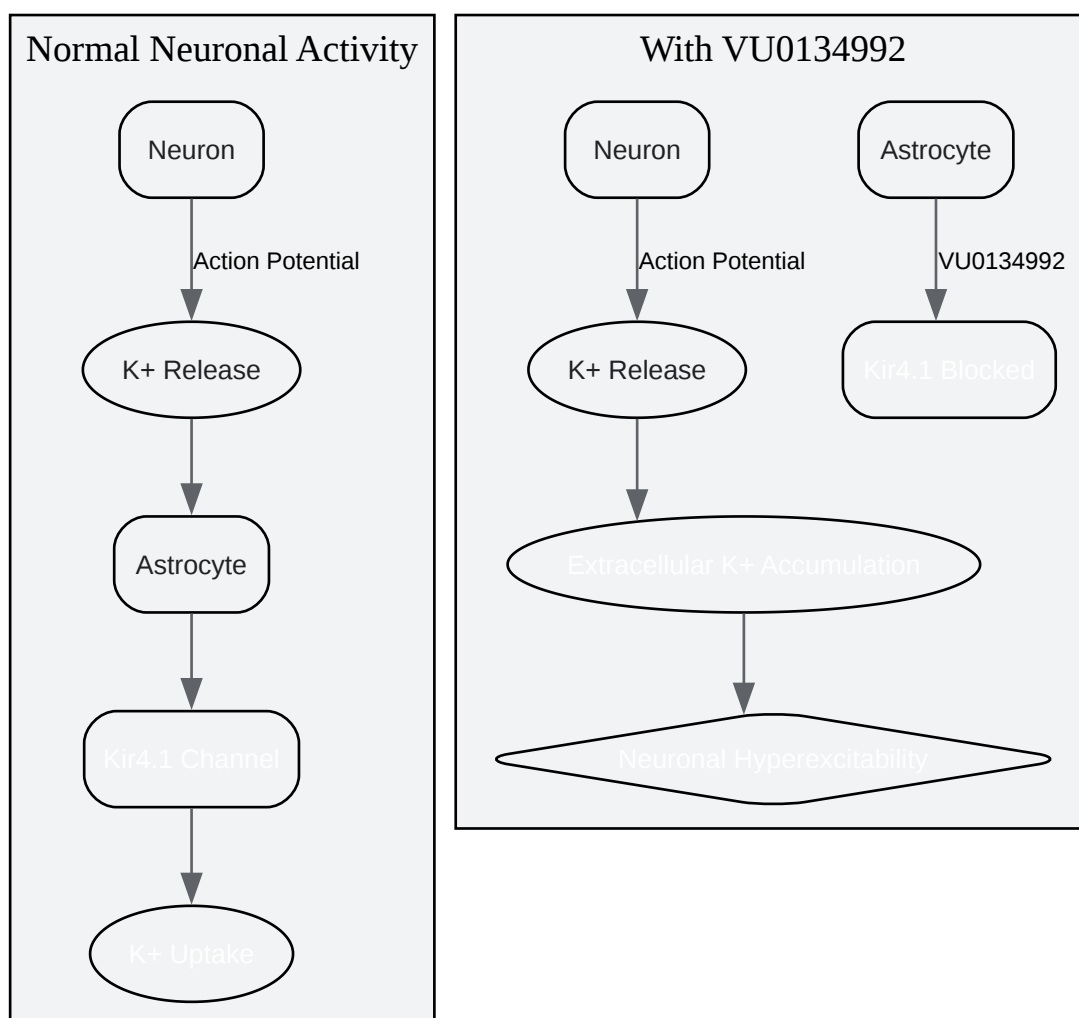 Normal Neuronal Activity
Neuron
Action Potential
K+ Release
Astrocyte
Kir4.1 Channel
K+ Uptake
With VU0134992
Neuron
Astrocyte
Action Potential
VU0134992
K+ Release
Kir4.1 Blocked
Extracellular K+ Accumulation
Neuronal Hyperexcitability